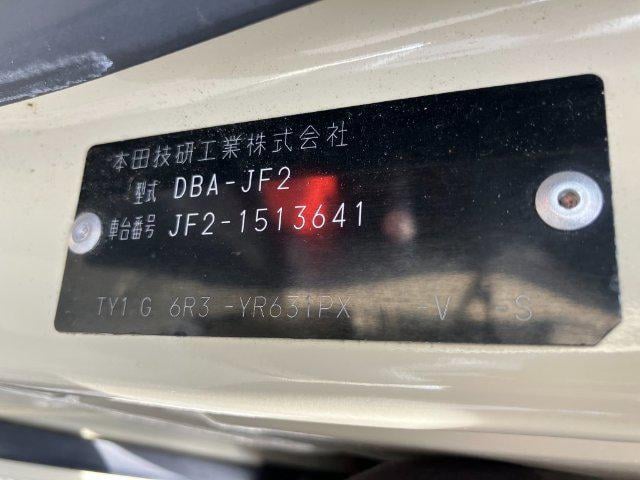 本田技研工業株式会社
型式 DBA-JF2
車台番号 JF2-1513641
TY1 G 6R3 -YR631PX -V -S